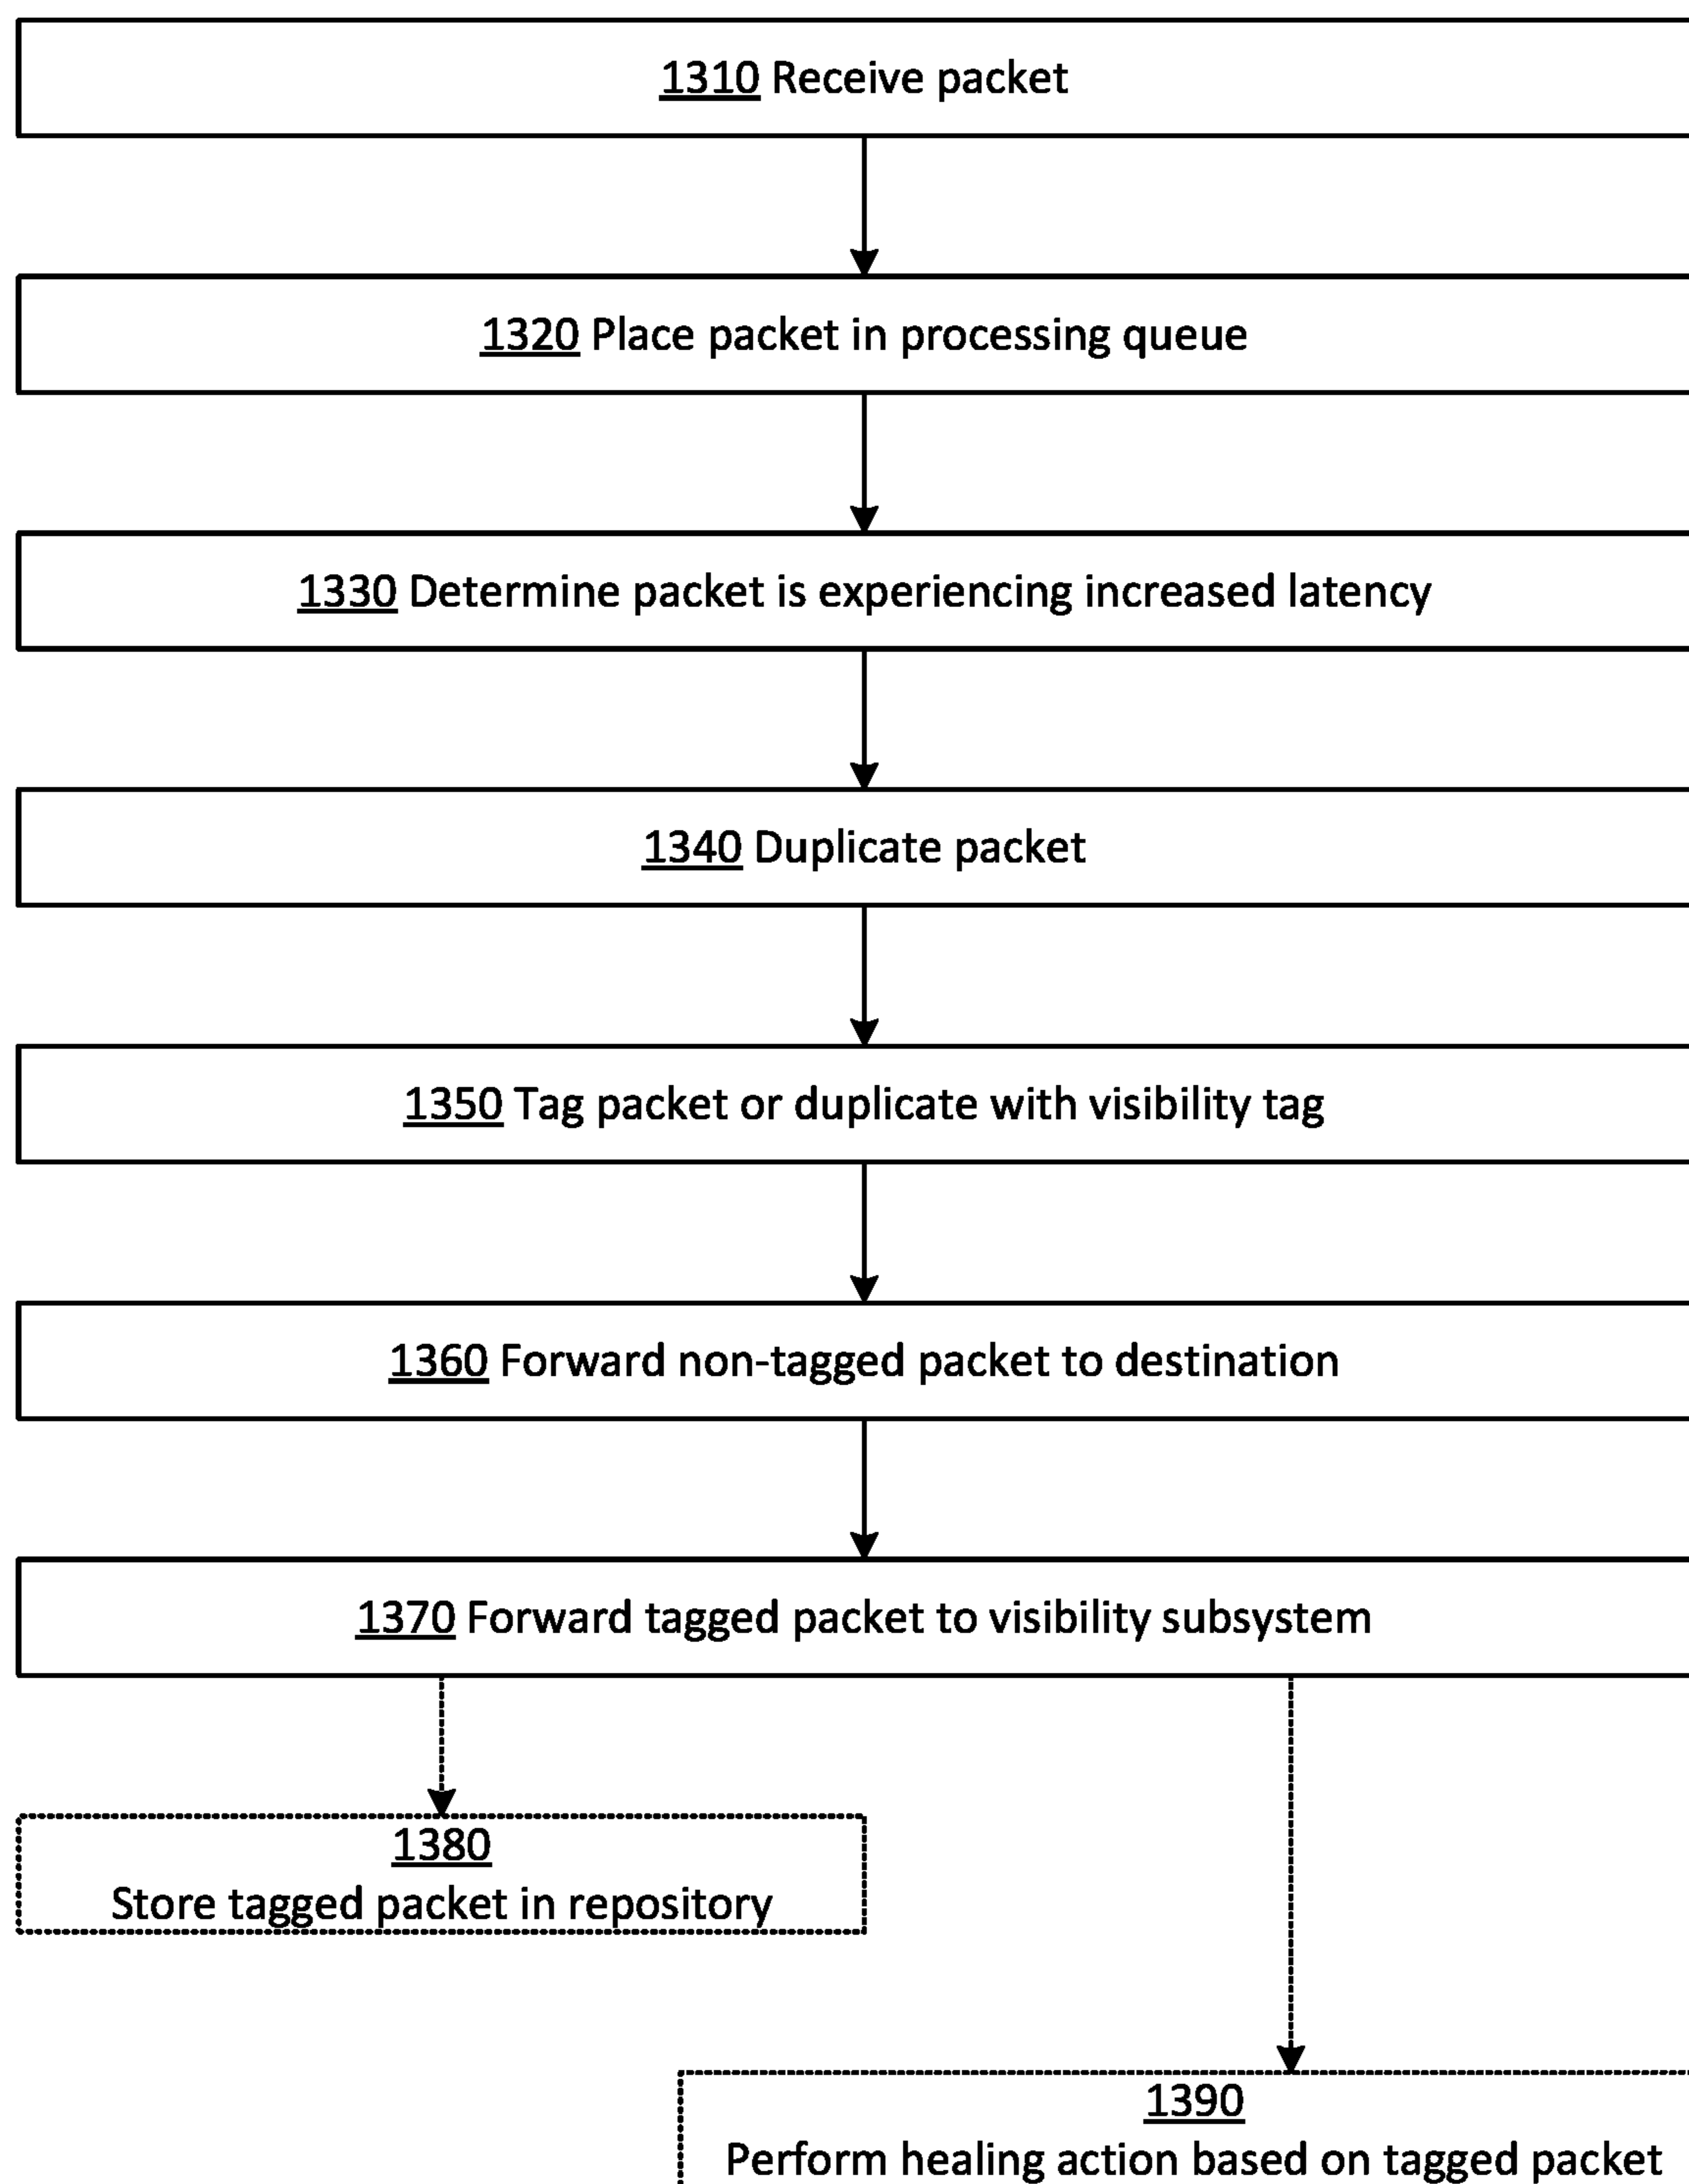 1310 Receive packet
1320 Place packet in processing queue
1330 Determine packet is experiencing increased latency
1340 Duplicate packet
1350 Tag packet or duplicate with visibility tag
1360 Forward non-tagged packet to destination
1370 Forward tagged packet to visibility subsystem
1380
Store tagged packet in repository
1390
Perform healing action based on tagged packet